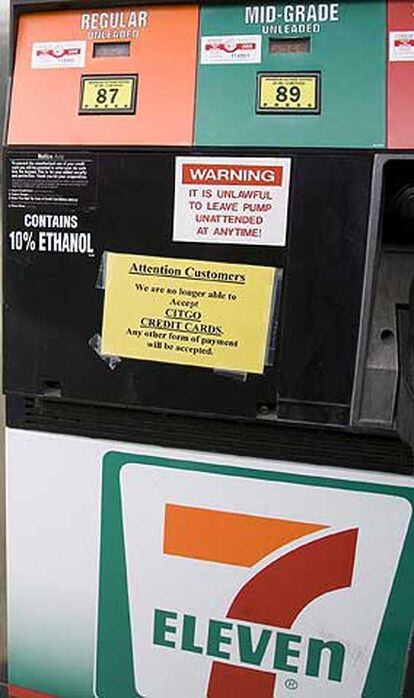 REGULAR
UNLEADED
MID-GRADE
UNLEADED
87
89
WARNING
IT IS UNLAWFUL
TO LEAVE PUMP
UNATTENDED
AT ANYTIME!
CONTAINS
10% ETHANOL
Attention Customers
We are no longer able to
Accept
CITGO
CREDIT CARDS.
Any other form of payment
will be accepted.
7
ELEVEn
®